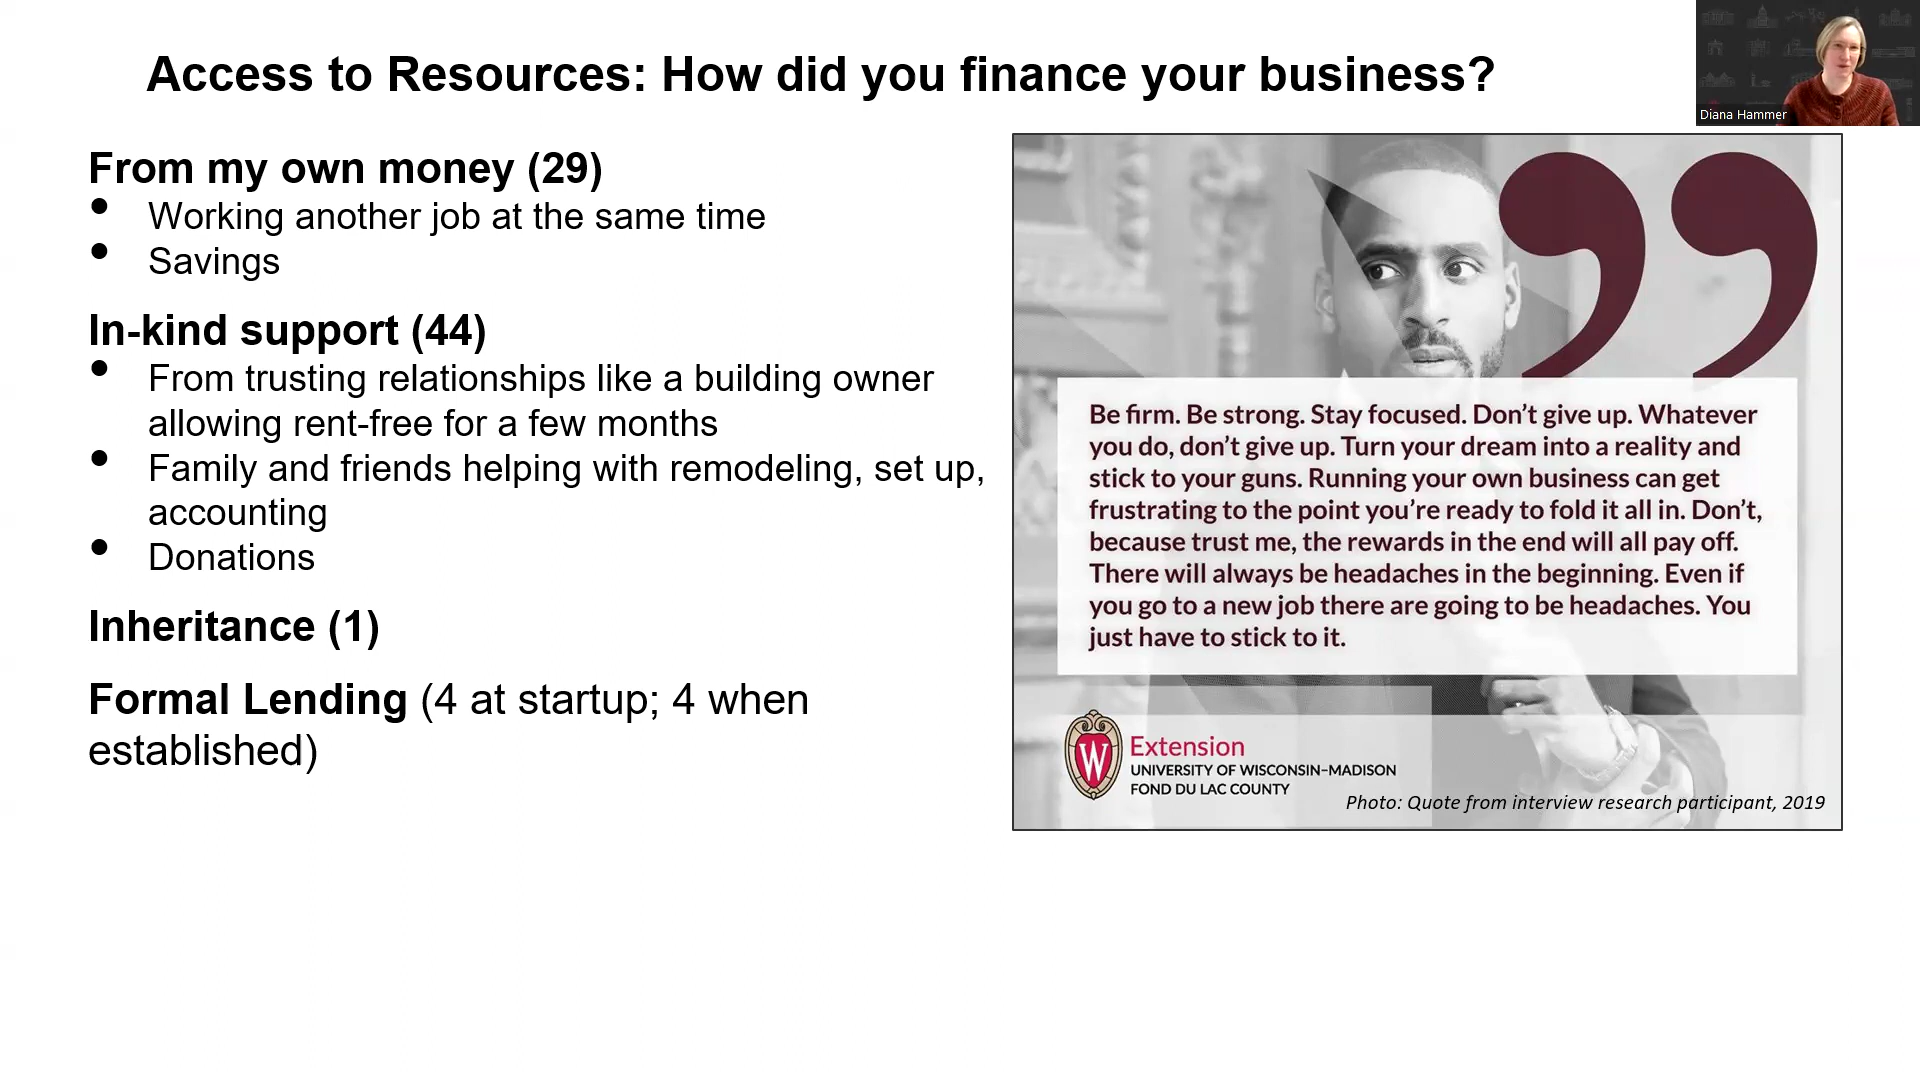 Access to Resources: How did you finance your business?
Diana Hammer
From my own money (29)
• Working another job at the same time
• Savings
In-kind support (44)
• From trusting relationships like a building owner
allowing rent-free for a few months
• Family and friends helping with remodeling, set up,
accounting
• Donations
Inheritance (1)
Formal Lending (4 at startup; 4 when
established)
Be firm. Be strong. Stay focused. Don’t give up. Whatever
you do, don’t give up. Turn your dream into a reality and
stick to your guns. Running your own business can get
frustrating to the point you’re ready to fold it all in. Don’t,
because trust me, the rewards in the end will all pay off.
There will always be headaches in the beginning. Even if
you go to a new job there are going to be headaches. You
just have to stick to it.
W
Extension
UNIVERSITY OF WISCONSIN–MADISON
FOND DU LAC COUNTY
Photo: Quote from interview research participant, 2019